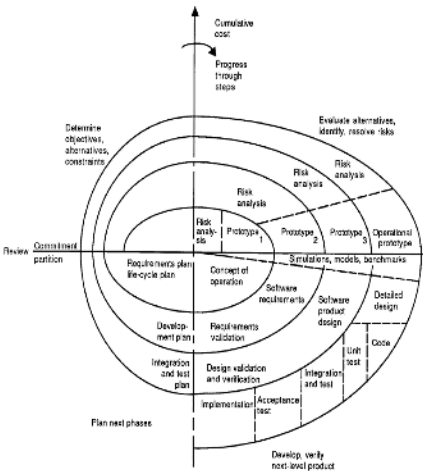 Cumulative
cost
Progress
through
steps
Determine
objectives,
alternatives,
constraints
Evaluate alternatives,
identify, resolve risks
Risk
analysis
Risk
analysis
Risk
analysis
Risk
analy-
sis
Prototype
1
Prototype
2
Prototype
3
Operational
prototype
Review
Commitment
partition
Simulations, models, benchmarks
Requirements plan
life-cycle plan
Concept of
operation
Software
requirements
Software
product
design
Detailed
design
Develop-
ment plan
Requirements
validation
Integration
and test
plan
Design validation
and verification
Code
Unit
test
Integration
and test
Acceptance
test
Implementation
Plan next phases
Develop, verify
next-level product